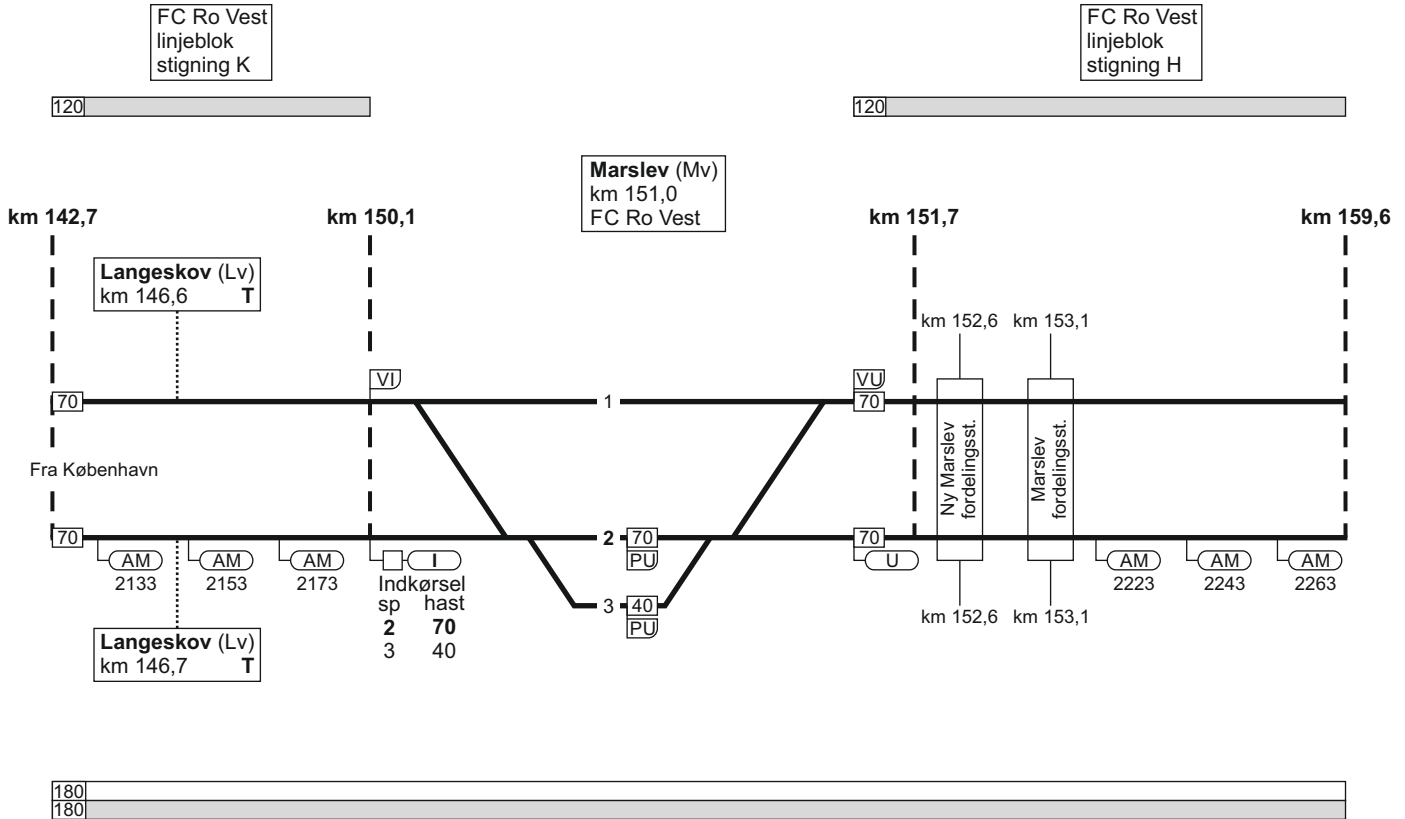 FC Ro Vest
linjeblok
stigning K
FC Ro Vest
linjeblok
stigning H
120
120
Marslev (Mv)
km 151,0
FC Ro Vest
km 142,7
km 150,1
km 151,7
km 159,6
Langeskov (Lv)
km 146,6 T
km 152,6
km 153,1
VI
VU
70
1
70
Fra København
Ny Marslev
fordelingsst.
Marslev
fordelingsst.
70
2
70
70
AM
2133
AM
2153
AM
2173
I
Indkørsel
sp hast
2 70
3 40
PU
3
40
PU
U
AM
2223
AM
2243
AM
2263
km 152,6
km 153,1
Langeskov (Lv)
km 146,7 T
180
180